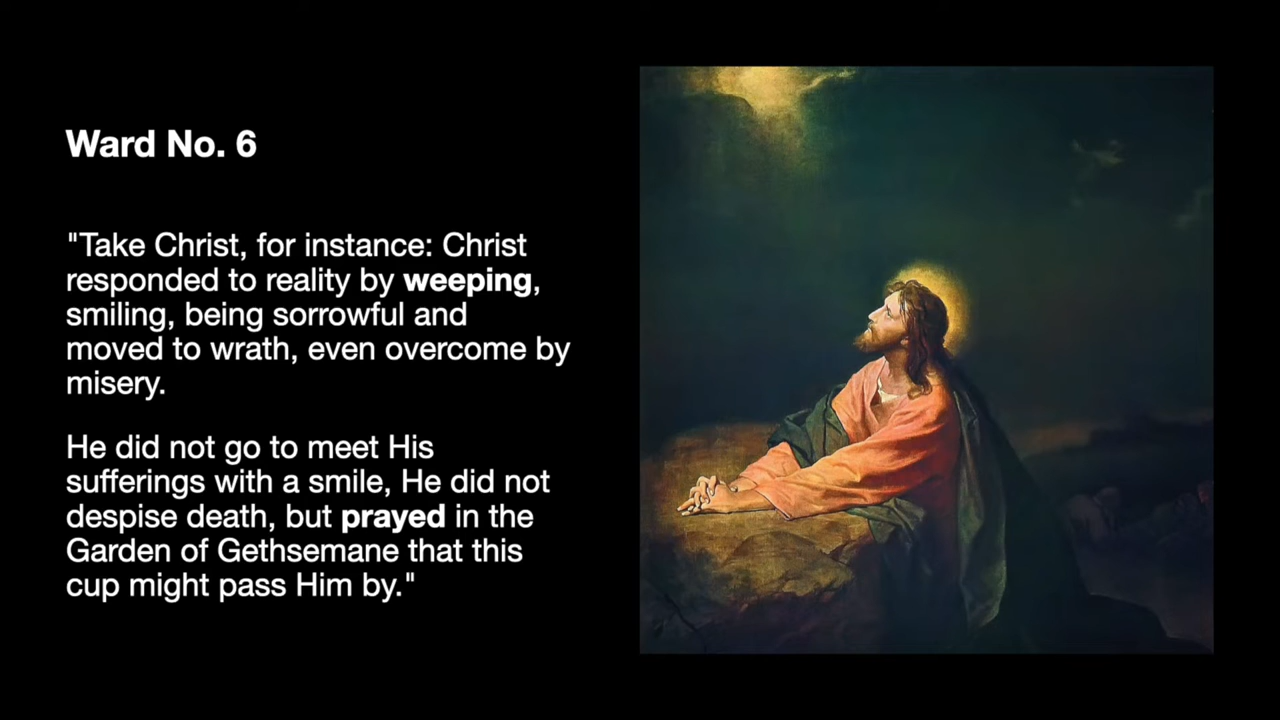 Ward No. 6
"Take Christ, for instance: Christ
responded to reality by weeping,
smiling, being sorrowful and
moved to wrath, even overcome by
misery.
He did not go to meet His
sufferings with a smile, He did not
despise death, but prayed in the
Garden of Gethsemane that this
cup might pass Him by."